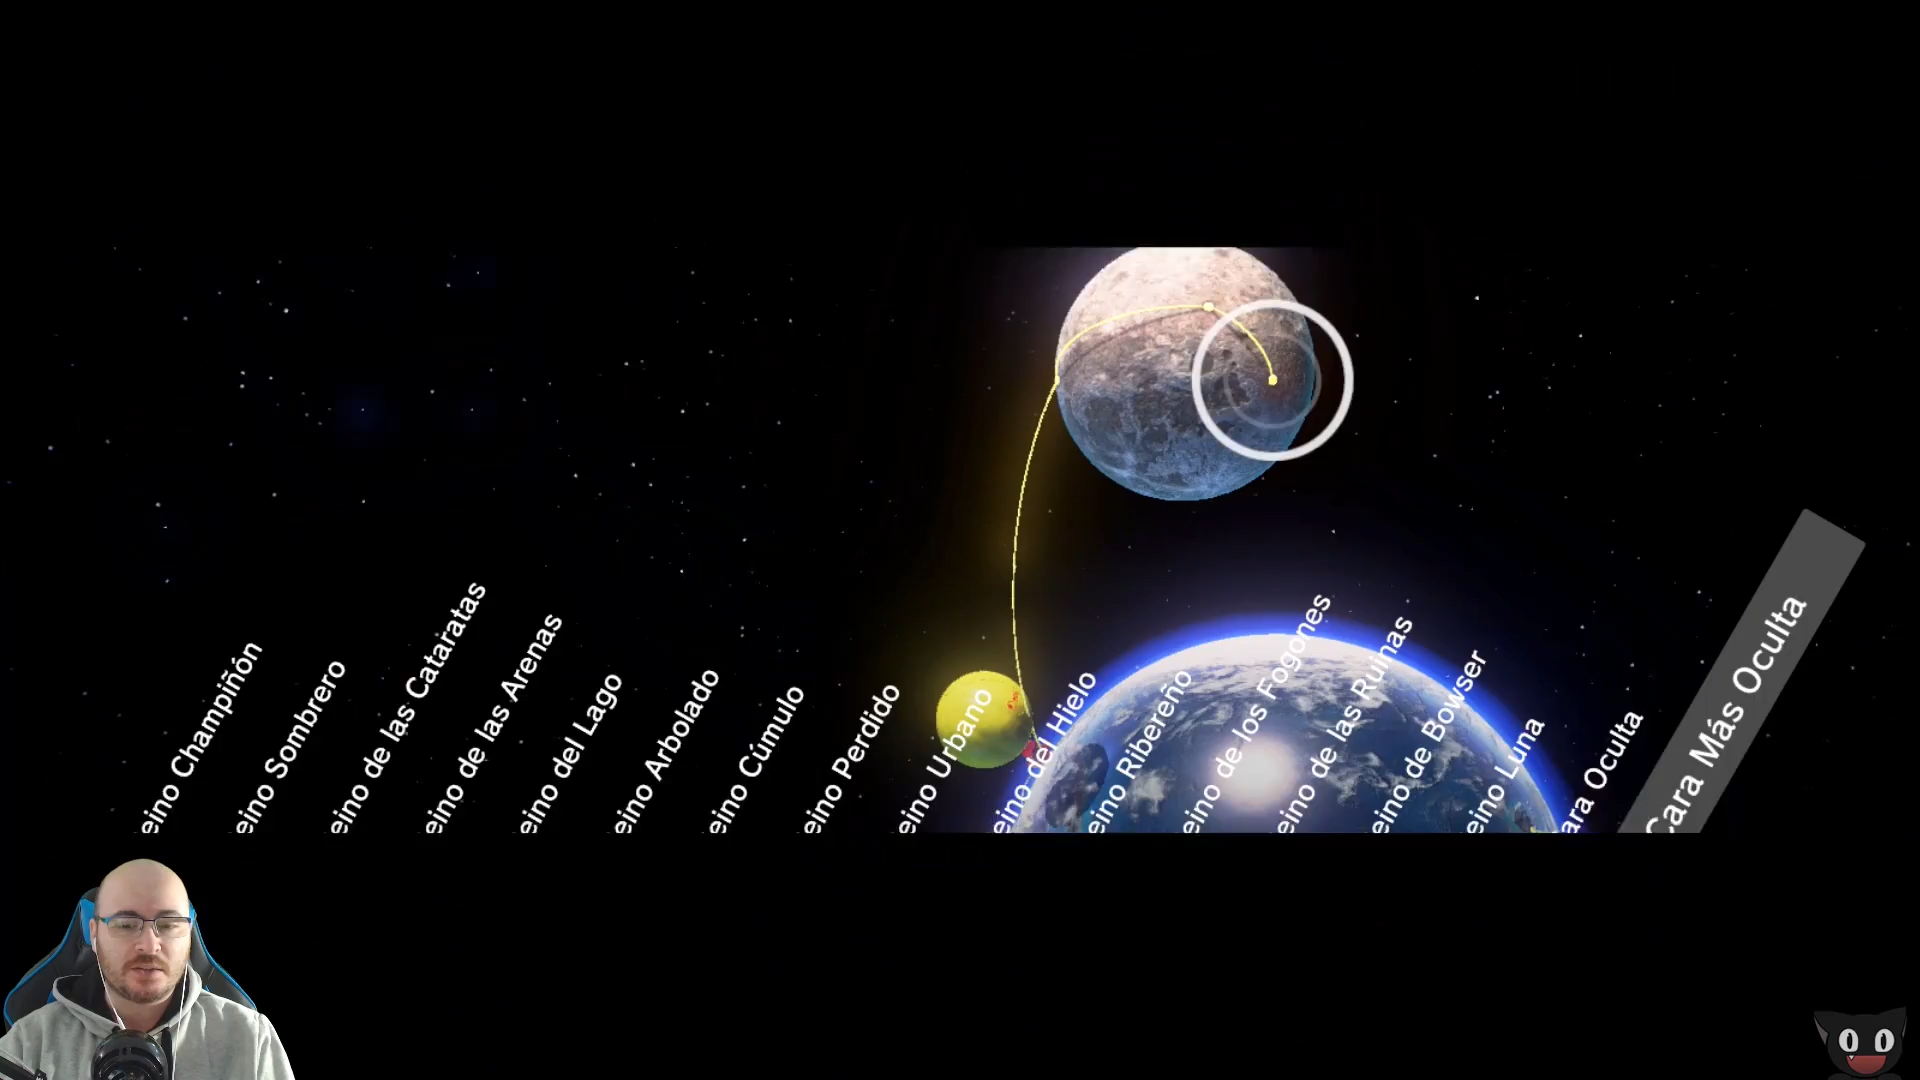 eino Champiñón
eino Sombrero
eino de las Cataratas
eino de las Arenas
eino del Lago
eino Arbolado
eino Cúmulo
eino Perdido
eino Urbano
eino del Hielo
eino Ribereño
eino de los Fogones
eino de las Ruinas
eino de Bowser
eino Luna
ara Oculta
Cara Más Oculta